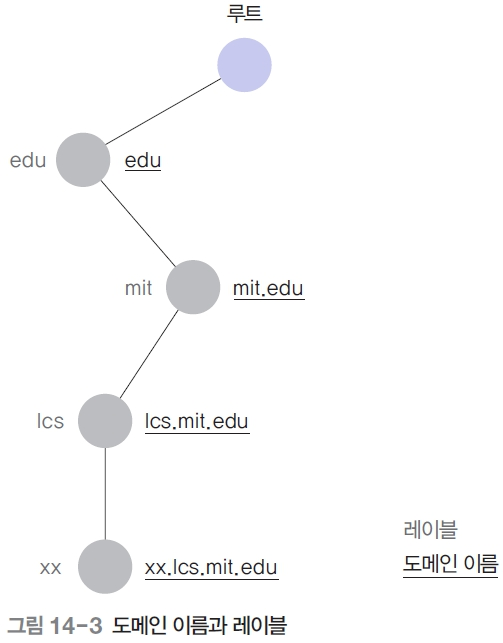 루트
edu edu
mit mit.edu
lcs lcs.mit.edu
xx xx.lcs.mit.edu
레이블
도메인 이름
그림 14-3 도메인 이름과 레이블